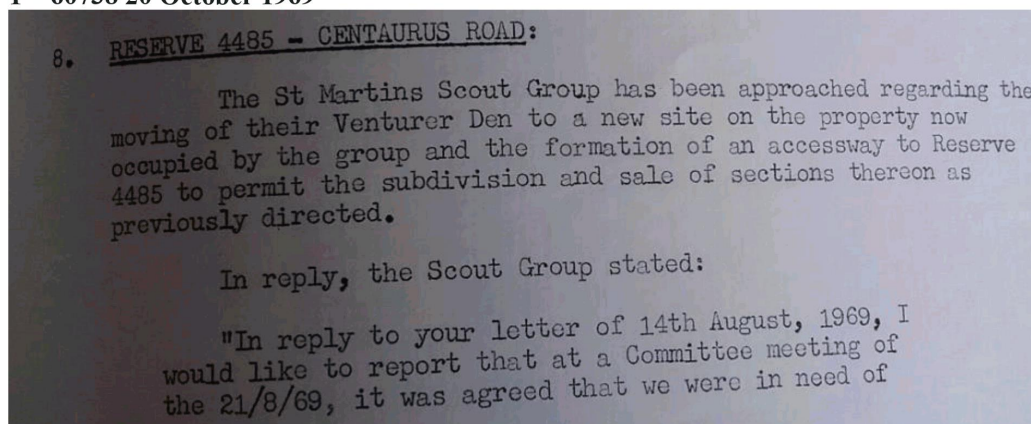 20 October 1969
8. RESERVE 4485 - CENTAURUS ROAD:
The St Martins Scout Group has been approached regarding the
moving of their Venturer Den to a new site on the property now
occupied by the group and the formation of an accessway to Reserve
4485 to permit the subdivision and sale of sections thereon as
previously directed.
In reply, the Scout Group stated:
"In reply to your letter of 14th August, 1969, I
would like to report that at a Committee meeting of
the 21/8/69, it was agreed that we were in need of